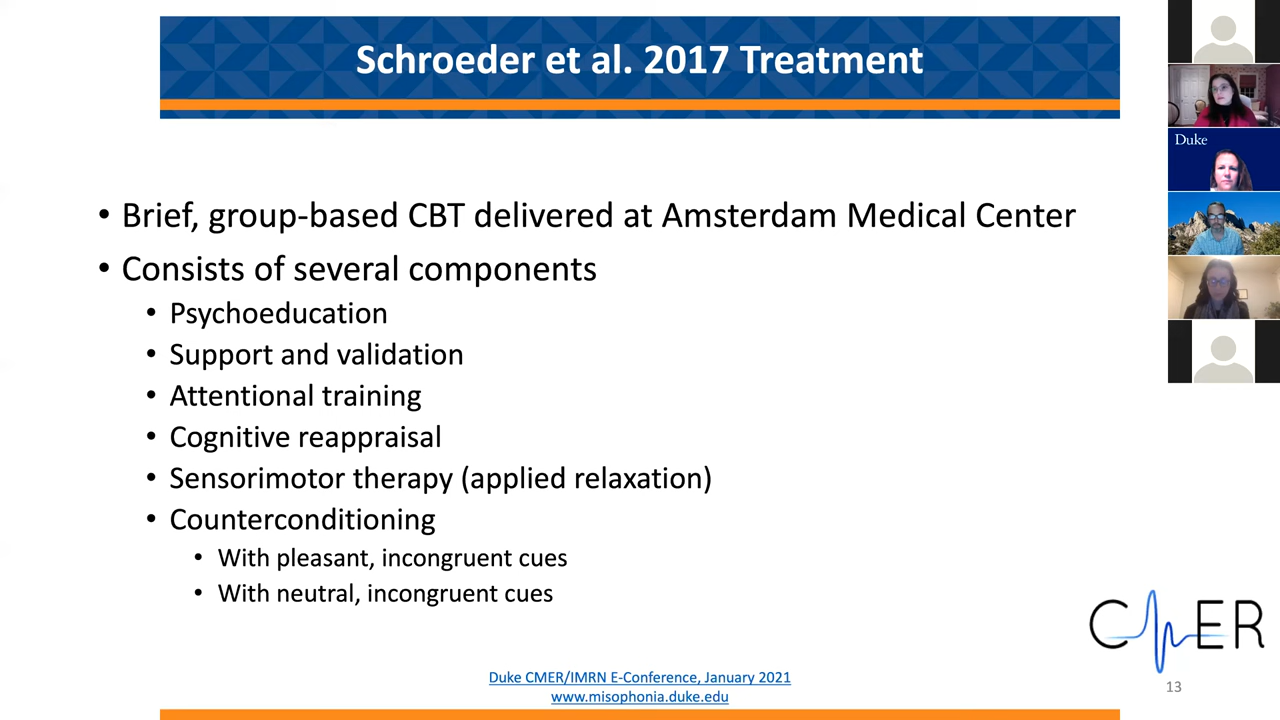 Schroeder et al. 2017 Treatment
Duke
• Brief, group-based CBT delivered at Amsterdam Medical Center
• Consists of several components
• Psychoeducation
• Support and validation
• Attentional training
• Cognitive reappraisal
• Sensorimotor therapy (applied relaxation)
• Counterconditioning
• With pleasant, incongruent cues
• With neutral, incongruent cues
CMER
Duke CMER/IMRN E-Conference, January 2021
www.misophonia.duke.edu
13